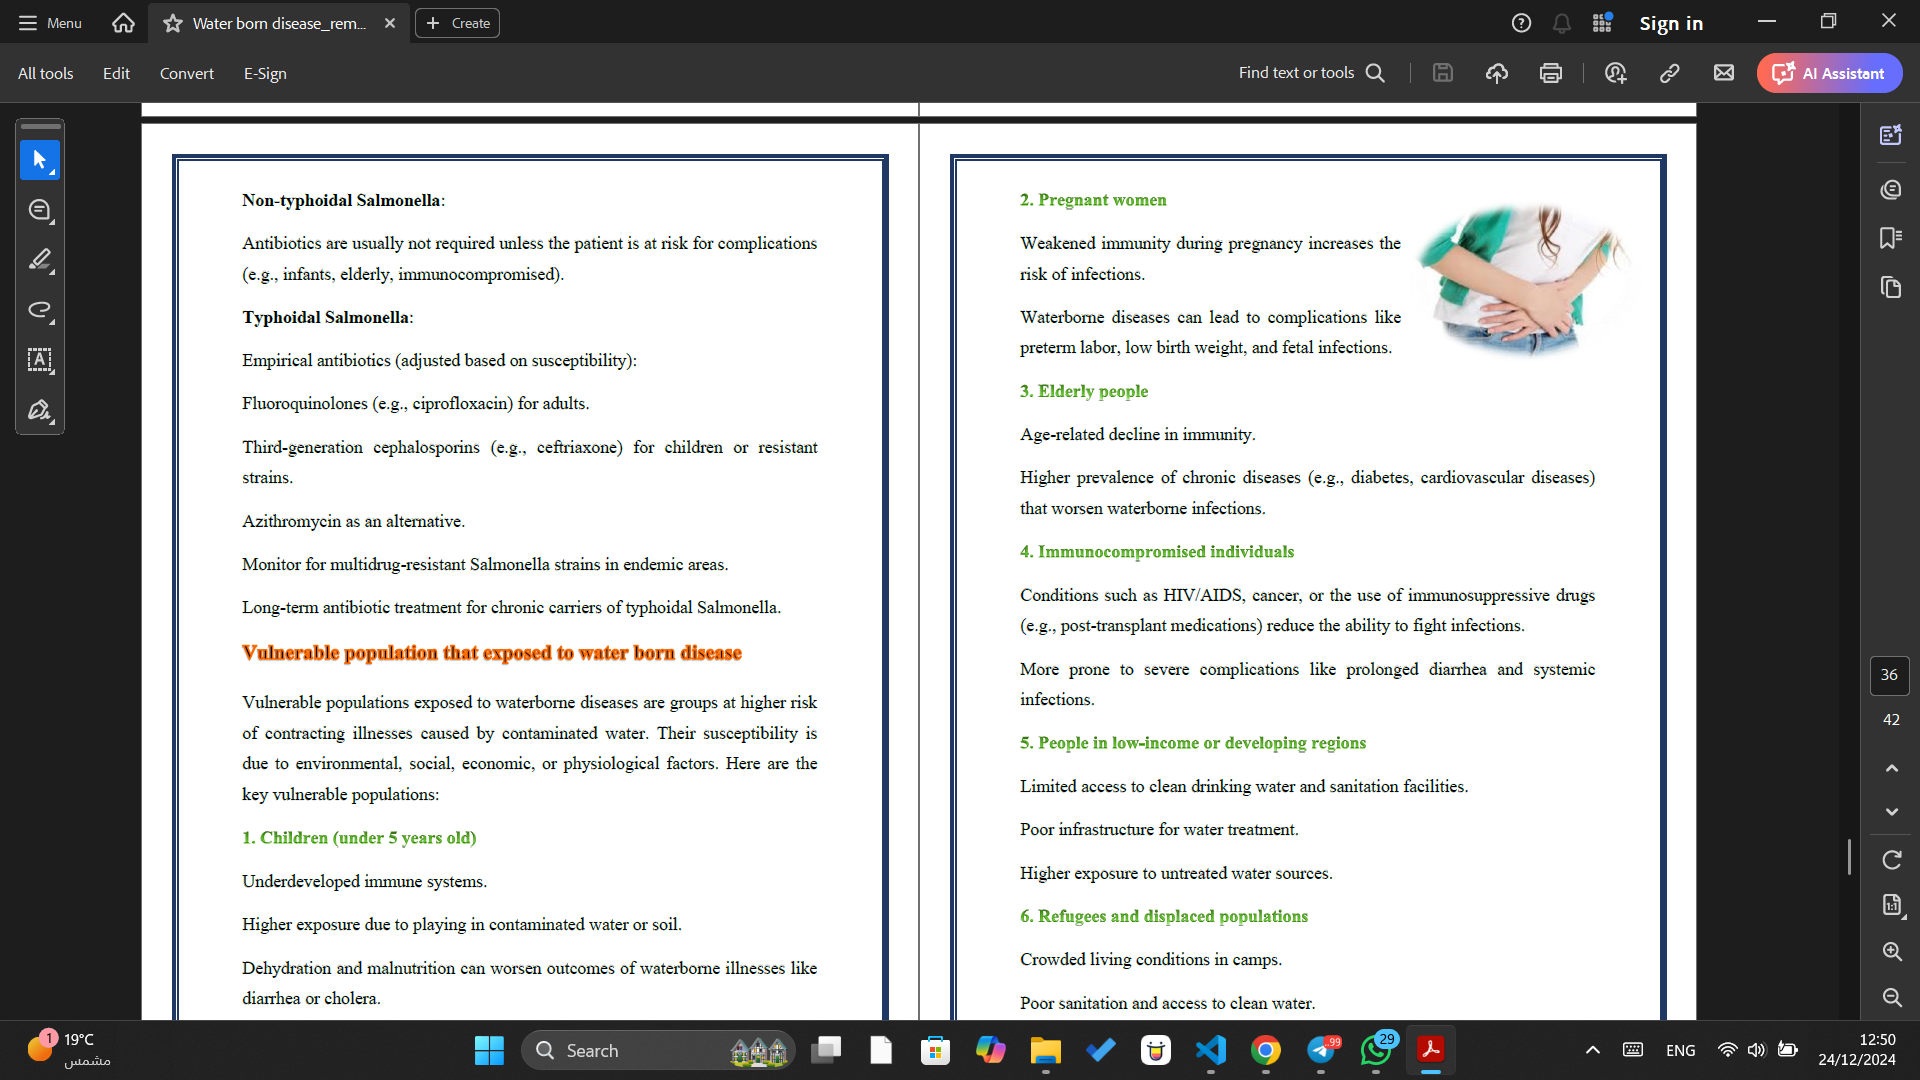 Menu
Water born disease_rem...
Create
Sign in
All tools
Edit
Convert
E-Sign
Find text or tools
AI Assistant
Non-typhoidal Salmonella:
Antibiotics are usually not required unless the patient is at risk for complications
(e.g., infants, elderly, immunocompromised).
Typhoidal Salmonella:
Empirical antibiotics (adjusted based on susceptibility):
Fluoroquinolones (e.g., ciprofloxacin) for adults.
Third-generation cephalosporins (e.g., ceftriaxone) for children or resistant
strains.
Azithromycin as an alternative.
Monitor for multidrug-resistant Salmonella strains in endemic areas.
Long-term antibiotic treatment for chronic carriers of typhoidal Salmonella.
Vulnerable population that exposed to water born disease
Vulnerable populations exposed to waterborne diseases are groups at higher risk
of contracting illnesses caused by contaminated water. Their susceptibility is
due to environmental, social, economic, or physiological factors. Here are the
key vulnerable populations:
1. Children (under 5 years old)
Underdeveloped immune systems.
Higher exposure due to playing in contaminated water or soil.
Dehydration and malnutrition can worsen outcomes of waterborne illnesses like
diarrhea or cholera.
2. Pregnant women
Weakened immunity during pregnancy increases the
risk of infections.
Waterborne diseases can lead to complications like
preterm labor, low birth weight, and fetal infections.
3. Elderly people
Age-related decline in immunity.
Higher prevalence of chronic diseases (e.g., diabetes, cardiovascular diseases)
that worsen waterborne infections.
4. Immunocompromised individuals
Conditions such as HIV/AIDS, cancer, or the use of immunosuppressive drugs
(e.g., post-transplant medications) reduce the ability to fight infections.
More prone to severe complications like prolonged diarrhea and systemic
infections.
5. People in low-income or developing regions
Limited access to clean drinking water and sanitation facilities.
Poor infrastructure for water treatment.
Higher exposure to untreated water sources.
6. Refugees and displaced populations
Crowded living conditions in camps.
Poor sanitation and access to clean water.
36
42
1
19°C
مشمس
Search
99
29
ENG
12:50
24/12/2024